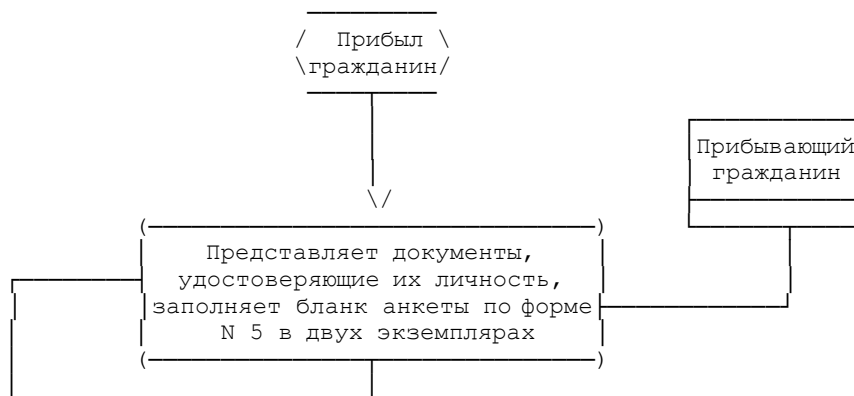 Прибыл
гражданин
Прибывающий
гражданин
Представляет документы,
удостоверяющие их личность,
заполняет бланк анкеты по форме
N 5 в двух экземплярах